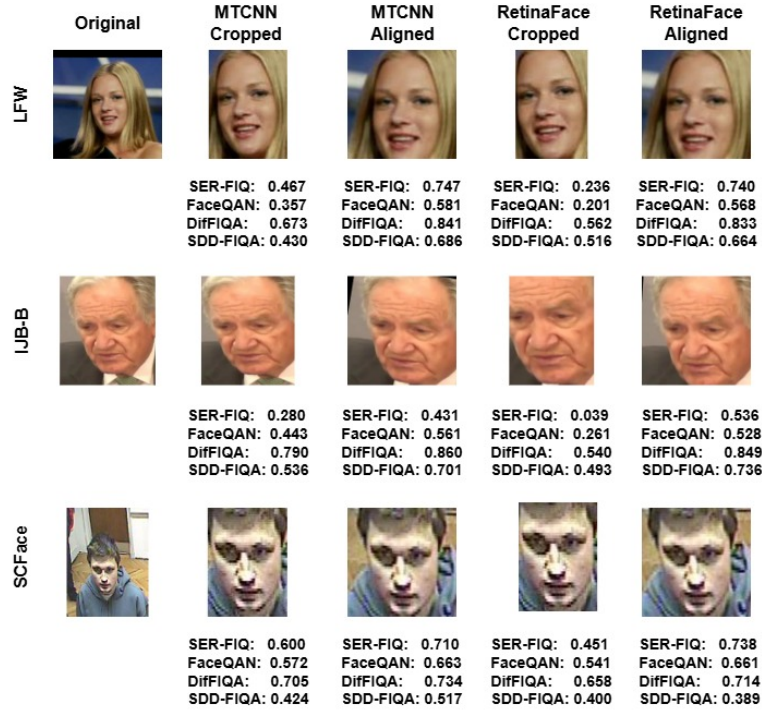 Original
MTCNN Cropped
MTCNN Aligned
RetinaFace Cropped
RetinaFace Aligned
LFW
SER-FIQ: 0.467 SER-FIQ: 0.747 SER-FIQ: 0.236 SER-FIQ: 0.740
FaceQAN: 0.357 FaceQAN: 0.581 FaceQAN: 0.201 FaceQAN: 0.568
DifFIQA: 0.673 DifFIQA: 0.841 DifFIQA: 0.562 DifFIQA: 0.833
SDD-FIQA: 0.430 SDD-FIQA: 0.686 SDD-FIQA: 0.516 SDD-FIQA: 0.664
IJB-B
SER-FIQ: 0.280 SER-FIQ: 0.431 SER-FIQ: 0.039 SER-FIQ: 0.536
FaceQAN: 0.443 FaceQAN: 0.561 FaceQAN: 0.261 FaceQAN: 0.528
DifFIQA: 0.790 DifFIQA: 0.860 DifFIQA: 0.540 DifFIQA: 0.849
SDD-FIQA: 0.536 SDD-FIQA: 0.701 SDD-FIQA: 0.493 SDD-FIQA: 0.736
SCFace
SER-FIQ: 0.600 SER-FIQ: 0.710 SER-FIQ: 0.451 SER-FIQ: 0.738
FaceQAN: 0.572 FaceQAN: 0.663 FaceQAN: 0.541 FaceQAN: 0.661
DifFIQA: 0.705 DifFIQA: 0.734 DifFIQA: 0.658 DifFIQA: 0.714
SDD-FIQA: 0.424 SDD-FIQA: 0.517 SDD-FIQA: 0.400 SDD-FIQA: 0.389